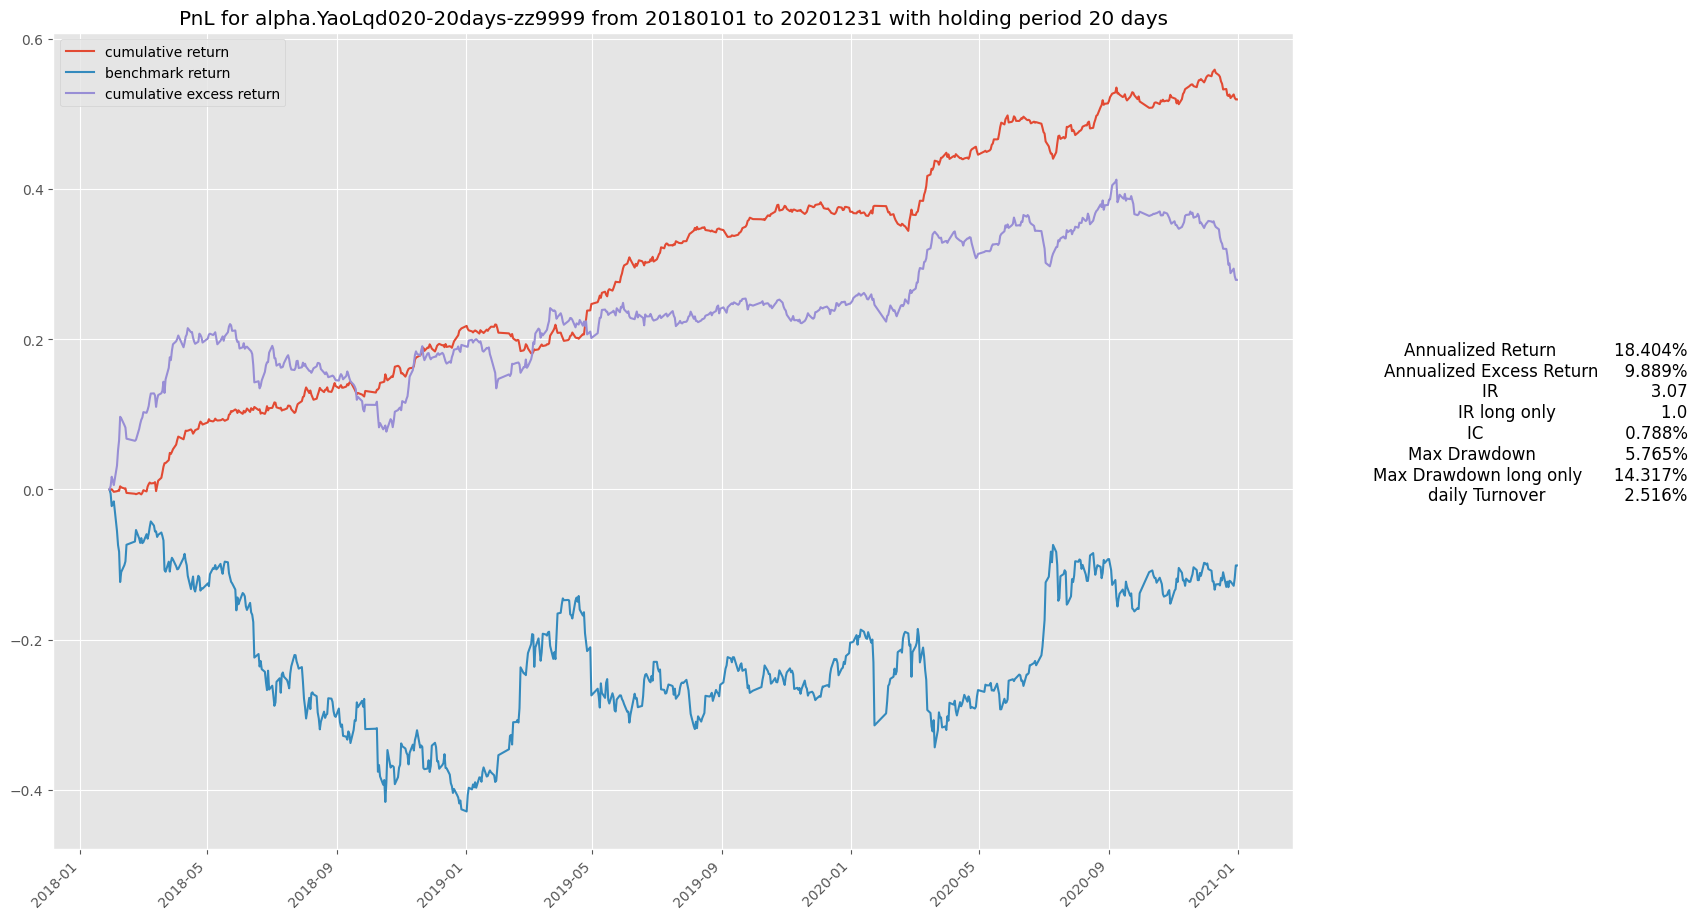 PnL for alpha.YaoLqd020-20days-zz9999 from 20180101 to 20201231 with holding period 20 days
cumulative return
benchmark return
cumulative excess return
0.6
0.4
0.2
0.0
−0.2
−0.4
2018-01
2018-05
2018-09
2019-01
2019-05
2019-09
2020-01
2020-05
2020-09
2021-01
Annualized Return 18.404%
Annualized Excess Return 9.889%
IR 3.07
IR long only 1.0
IC 0.788%
Max Drawdown 5.765%
Max Drawdown long only 14.317%
daily Turnover 2.516%